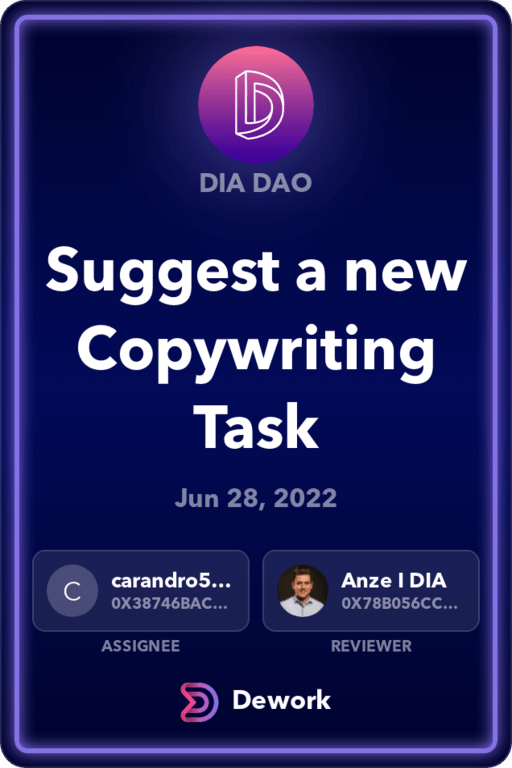 DIA DAO
Suggest a new
Copywriting
Task
Jun 28, 2022
C
carandro5...
0X38746BAC...
Anze I DIA
0X78B056CC...
ASSIGNEE
REVIEWER
Dework